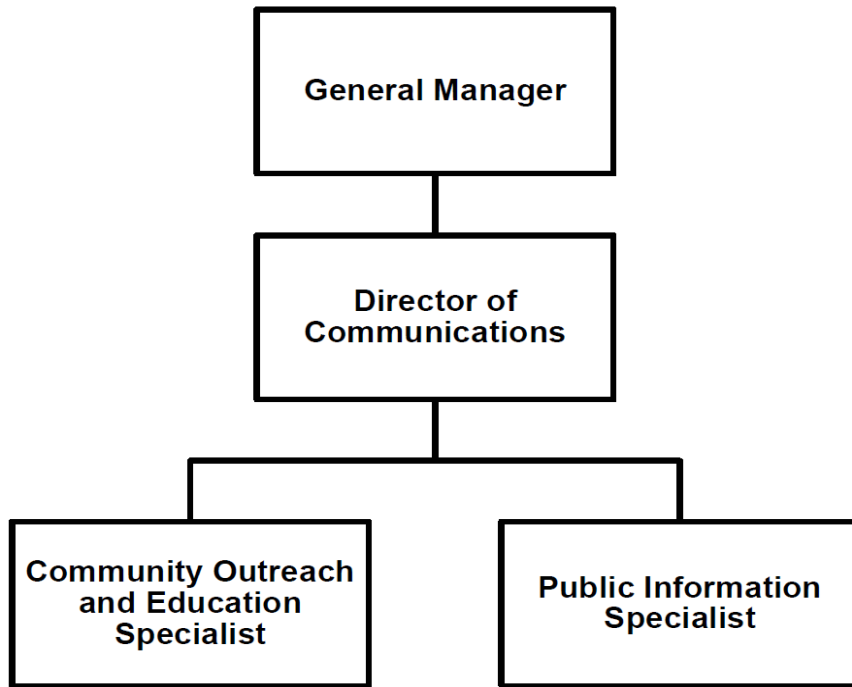 General Manager
Director of
Communications
Community Outreach
and Education
Specialist
Public Information
Specialist